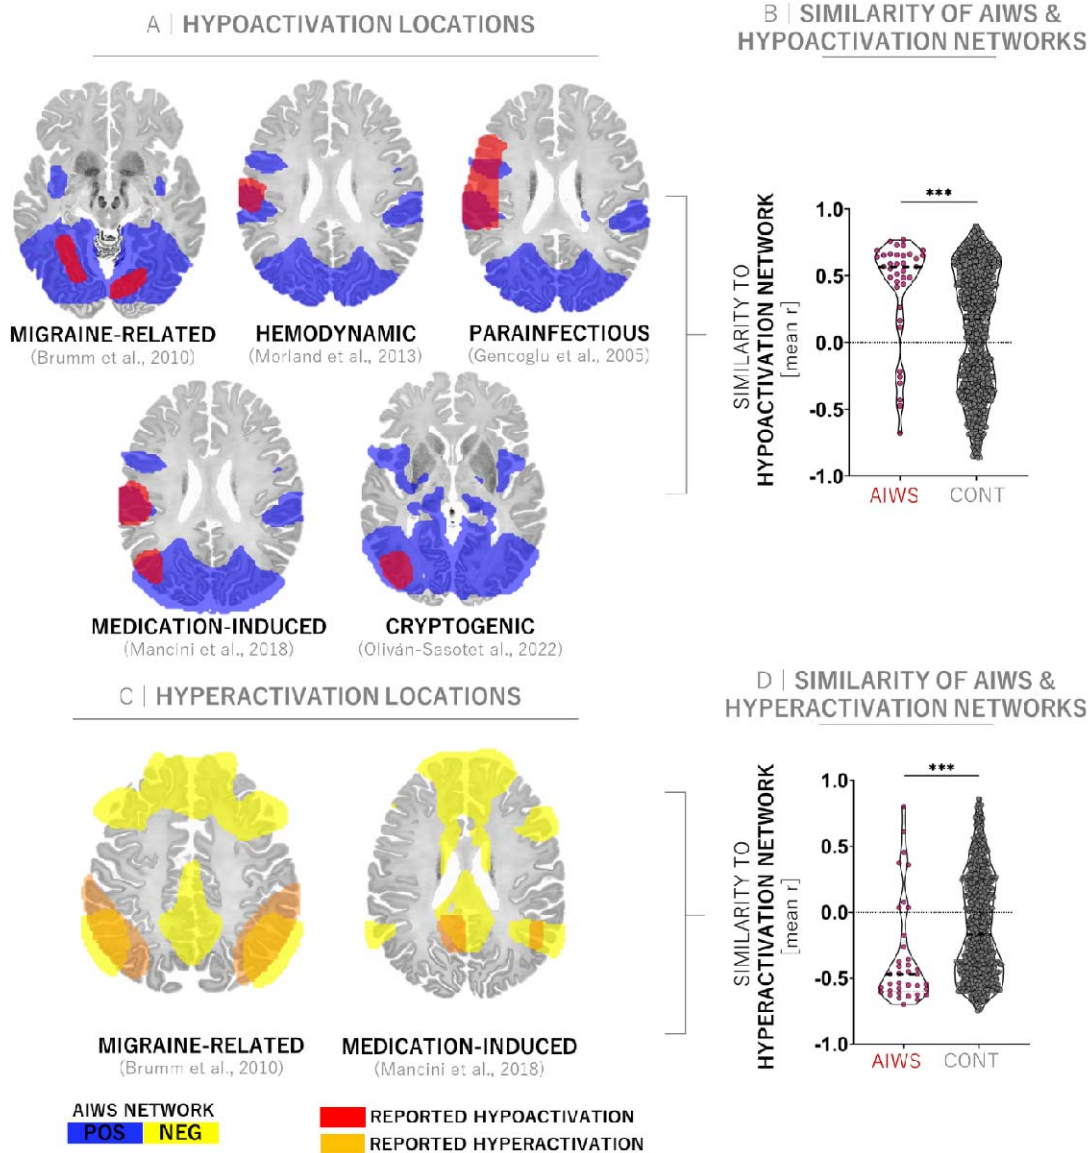 A | HYPOACTIVATION LOCATIONS
MIGRAINE-RELATED
(Brumm et al., 2010)
HEMODYNAMIC
(Morland et al., 2013)
PARAINFECTIOUS
(Gencoglu et al., 2005)
MEDICATION-INDUCED
(Mancini et al., 2018)
CRYPTOGENIC
(Oliván-Sasotet al., 2022)
B | SIMILARITY OF AIWS &
HYPOACTIVATION NETWORKS
SIMILARITY TO
HYPOACTIVATION NETWORK
[mean r]
1.0
0.5
0.0
-0.5
-1.0
***
AIWS
CONT
C | HYPERACTIVATION LOCATIONS
MIGRAINE-RELATED
(Brumm et al., 2010)
MEDICATION-INDUCED
(Mancini et al., 2018)
D | SIMILARITY OF AIWS &
HYPERACTIVATION NETWORKS
SIMILARITY TO
HYPERACTIVATION NETWORK
[mean r]
1.0
0.5
0.0
-0.5
-1.0
***
AIWS
CONT
AIWS NETWORK
POS NEG
REPORTED HYPOACTIVATION
REPORTED HYPERACTIVATION